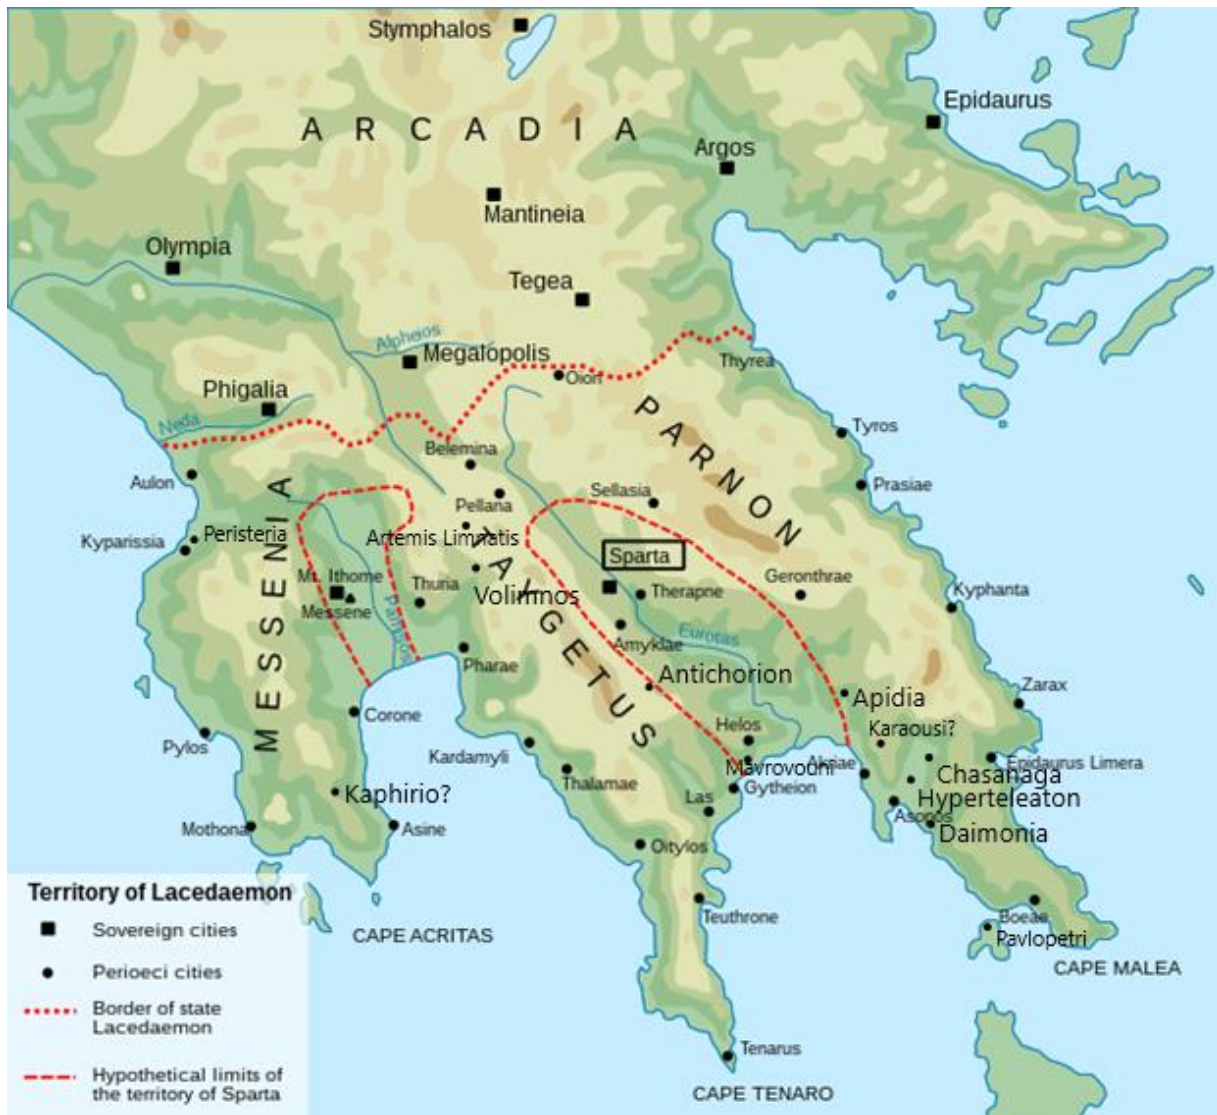 Stymphalos
Epidaurus
ARCADIA
Argos
Mantineia
Olympia
Tegea
Alpheios
Megalopolis
Thyrea
Oion
Phigalia
Neda
PARNON
Tyros
Belemina
Aulon
Prasiae
Pellana
Sellasia
MESSENIA
Peristeria
Artemis Limnatis
Kyparissia
TAYGETUS
Sparta
Mt. Ithome
Geronthrae
Thuria
Volimnos
Therapne
Kyphanta
Messene
Pamisos
Eurotas
Amyklae
Pharae
Antichorion
Zarax
Apidia
Corone
Helos
Karaousi?
Pylos
Kardamyli
Mavrovouni
Akriae
Epidaurus Limera
Chasanaga
Thalamae
Gytheion
Kaphirio?
Las
Hyperteleaton
Asopos
Mothona
Asine
Daimonia
Oitylos
Territory of Lacedaemon
Sovereign cities
Perioeci cities
Border of state
Lacedaemon
Hypothetical limits of
the territory of Sparta
Teuthrone
Boeae
CAPE ACRITAS
Pavlopetri
CAPE MALEA
Tenarus
CAPE TENARO